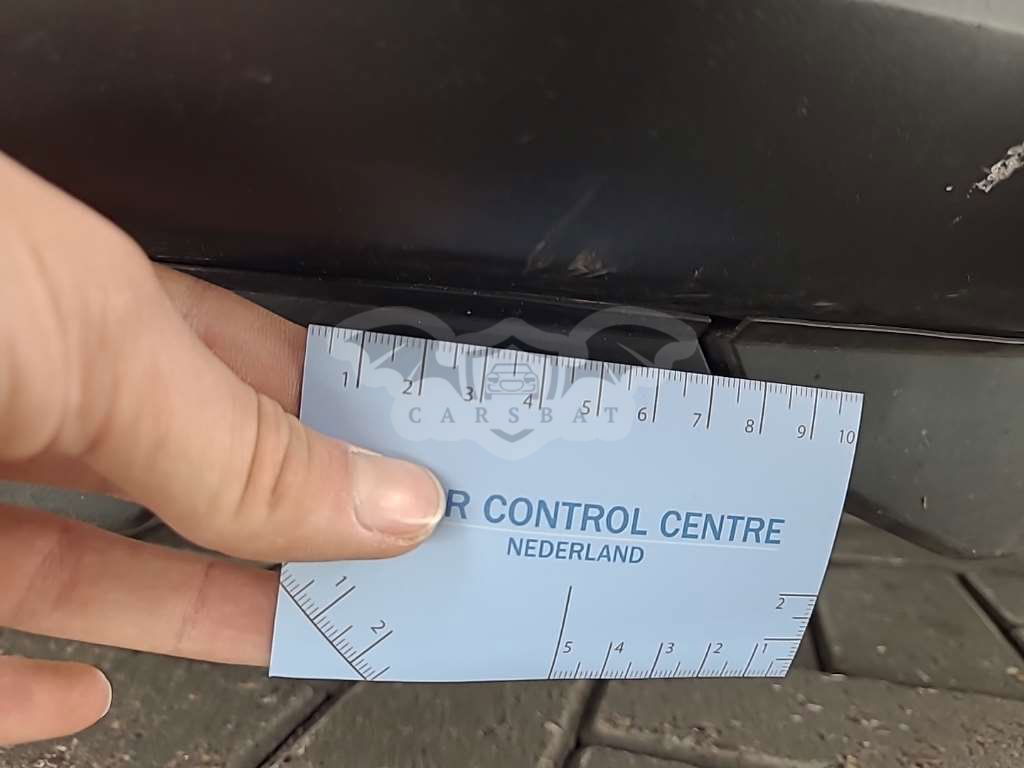 1 2 3 4 5 6 7 8 9 10
CARSBAT
R CONTROL CENTRE
NEDERLAND
1 2
5 4 3 2 1
2